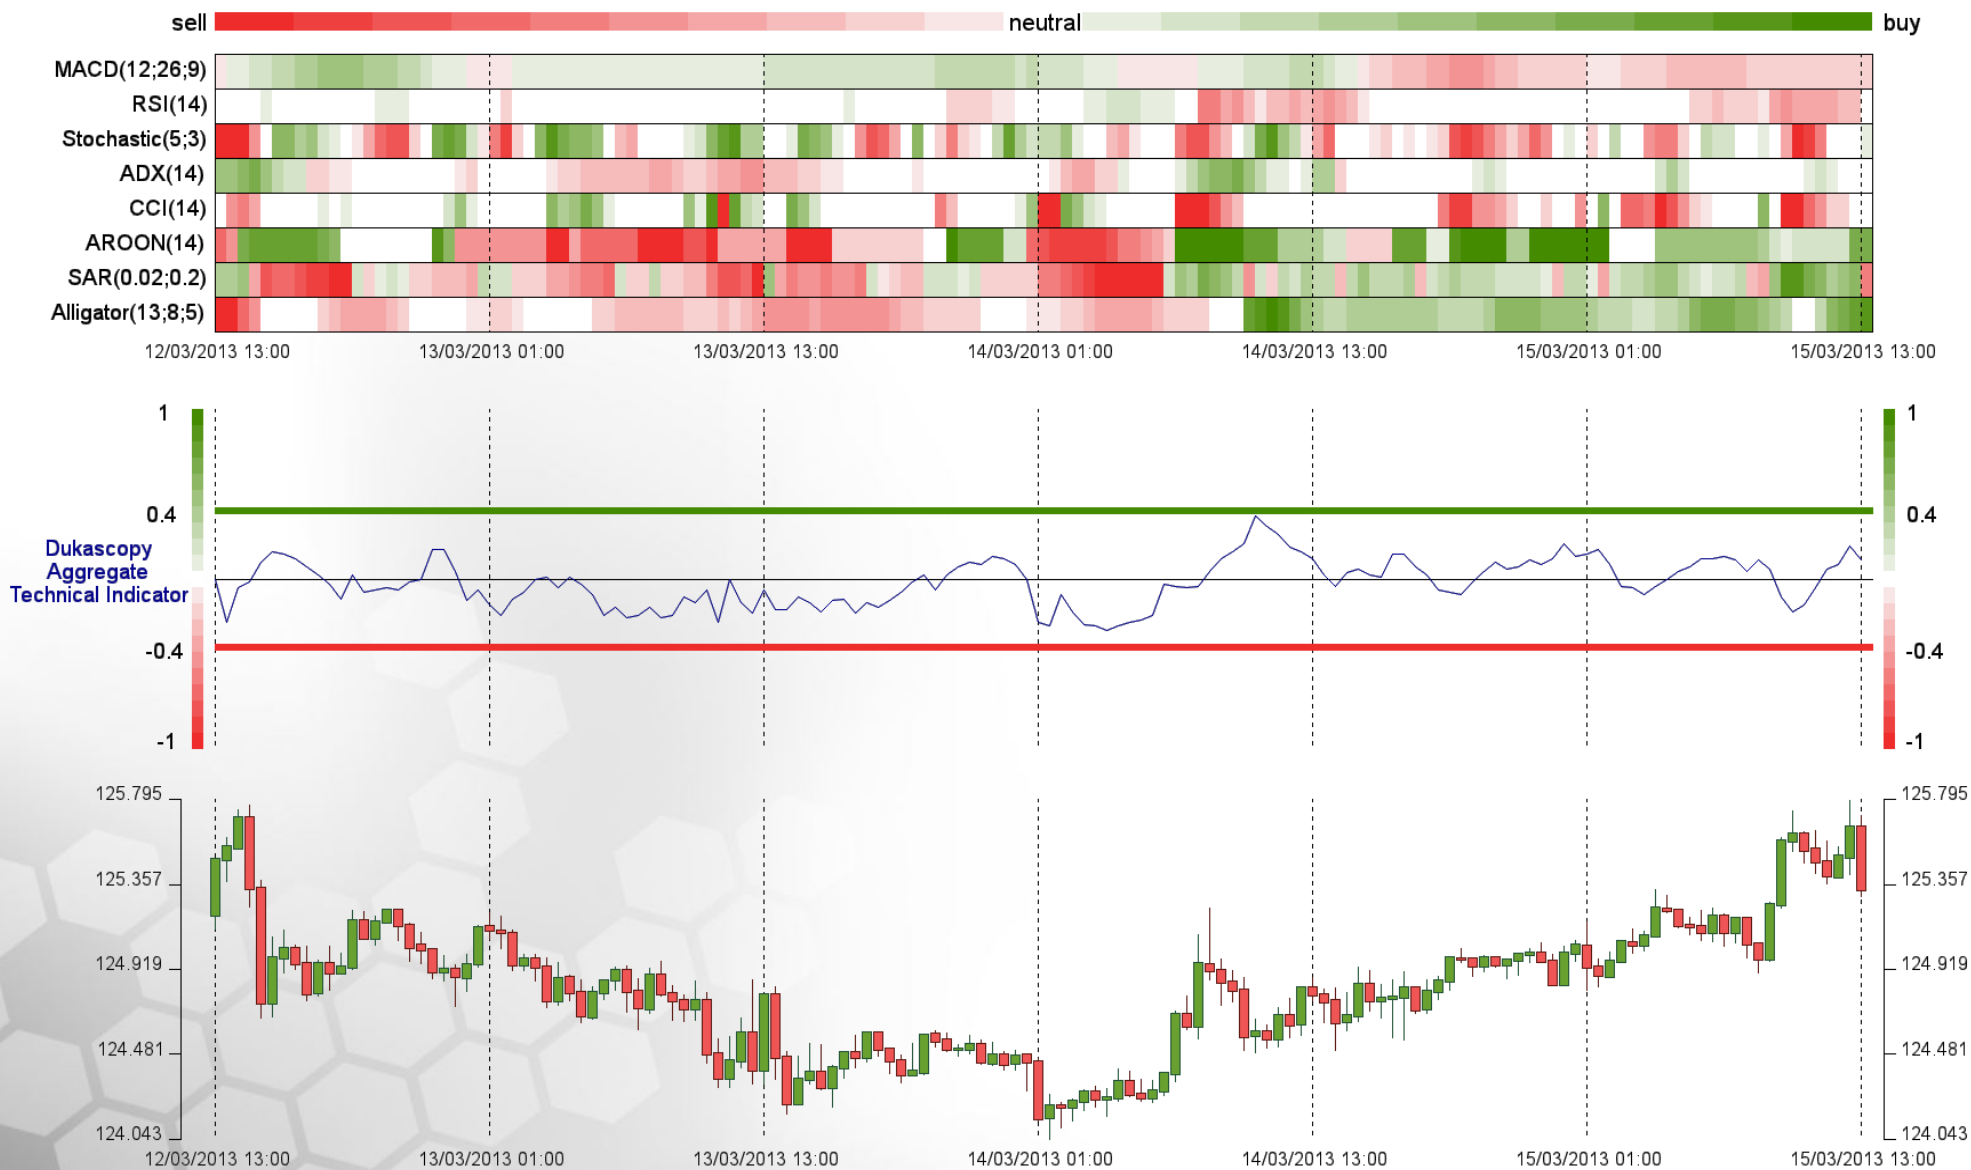 sell neutral buy
MACD(12;26;9)
RSI(14)
Stochastic(5;3)
ADX(14)
CCI(14)
AROON(14)
SAR(0.02;0.2)
Alligator(13;8;5)
12/03/2013 13:00 13/03/2013 01:00 13/03/2013 13:00 14/03/2013 01:00 14/03/2013 13:00 15/03/2013 01:00 15/03/2013 13:00
1 1
0.4 0.4
Dukascopy
Aggregate
Technical Indicator
-0.4 -0.4
-1 -1
125.795 125.795
125.357 125.357
124.919 124.919
124.481 124.481
124.043 124.043
12/03/2013 13:00 13/03/2013 01:00 13/03/2013 13:00 14/03/2013 01:00 14/03/2013 13:00 15/03/2013 01:00 15/03/2013 13:00